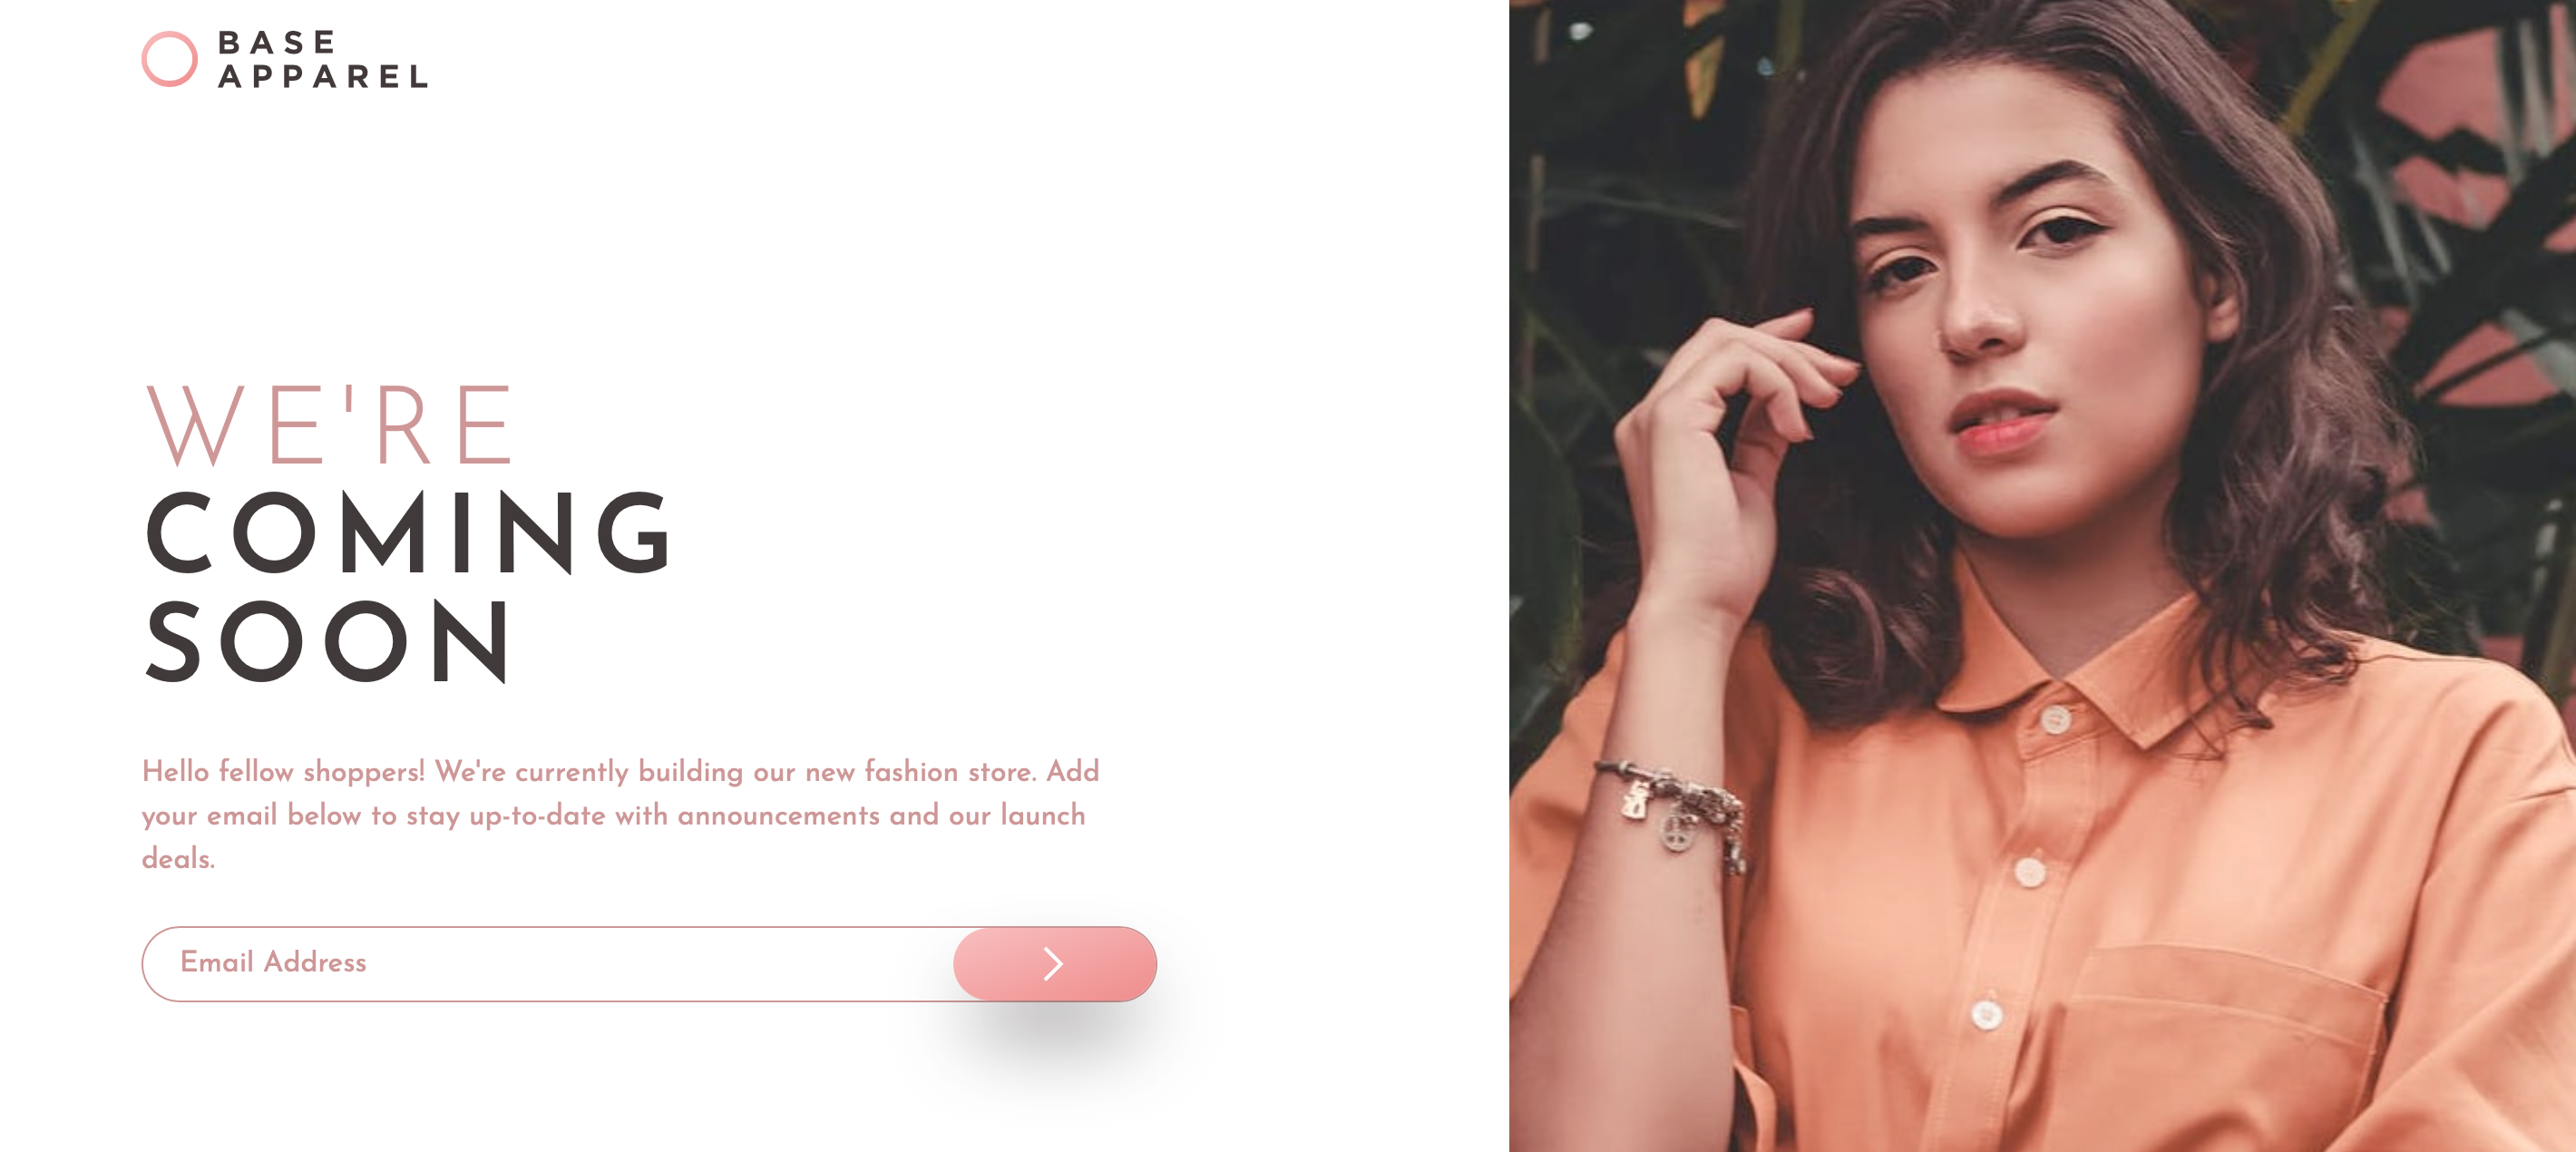 BASE
APPAREL
WE'RE
COMING
SOON
Hello fellow shoppers! We're currently building our new fashion store. Add
your email below to stay up-to-date with announcements and our launch
deals.
Email Address